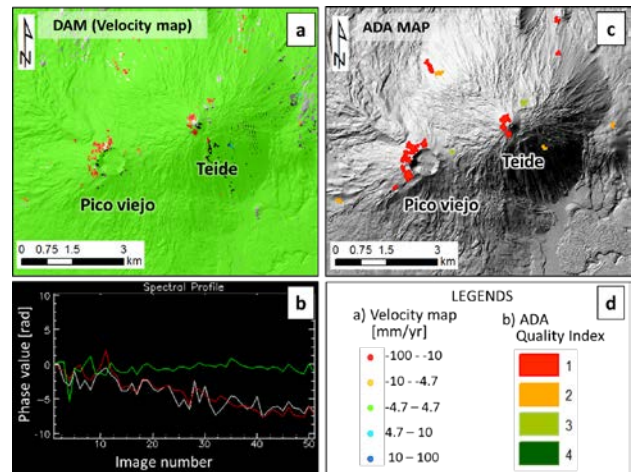 DAM (Velocity map)
a
N
Teide
Pico viejo
0 0.75 1.5 3
km
ADA MAP
c
N
Teide
Pico viejo
0 0.75 1.5 3
km
Spectral Profile
b
Phase value [rad]
10
5
0
-5
-10
10 20 30 40 50
Image number
LEGENDS
d
a) Velocity map
[mm/yr]
-100 - -10
-10 - -4.7
-4.7 - 4.7
4.7 - 10
10 - 100
b) ADA
Quality Index
1
2
3
4